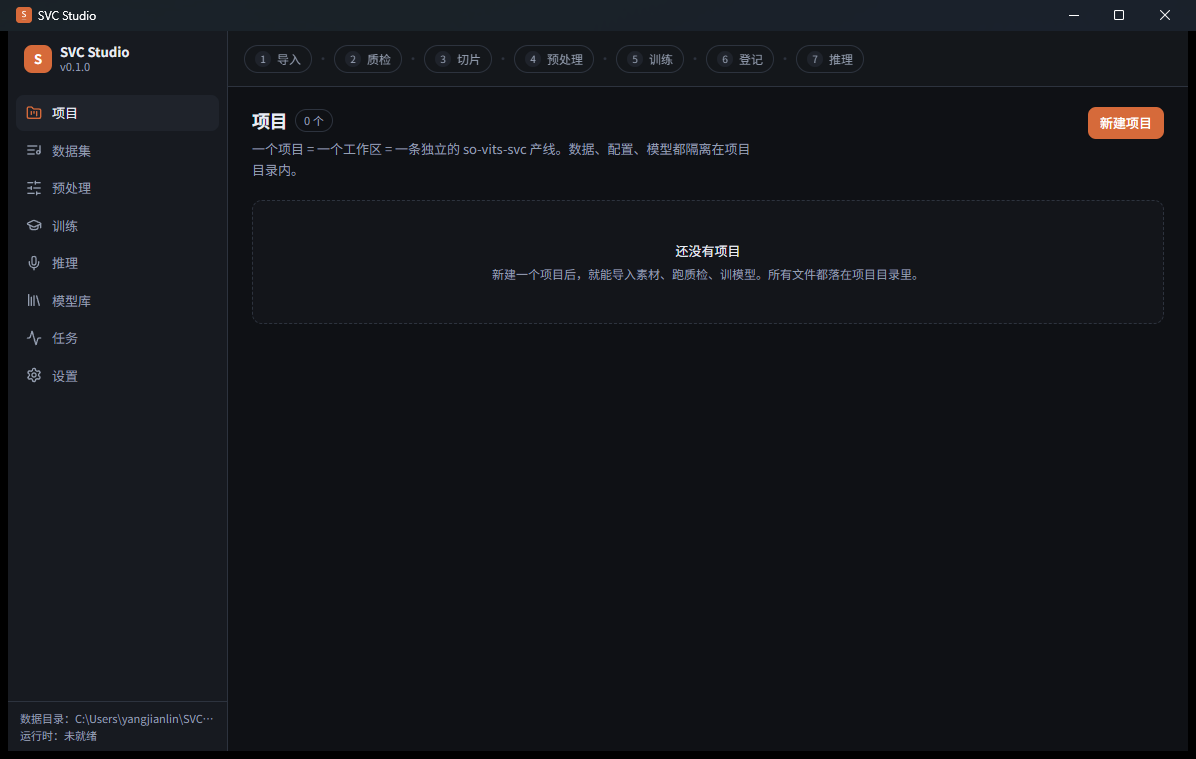 S SVC Studio
S SVC Studio
v0.1.0
项目
数据集
预处理
训练
推理
模型库
任务
设置
数据目录：C:\Users\yangjianlin\SVC…
运行时：未就绪
1 导入 · 2 质检 · 3 切片 · 4 预处理 · 5 训练 · 6 登记 · 7 推理
项目 0 个
新建项目
一个项目 = 一个工作区 = 一条独立的 so-vits-svc 产线。数据、配置、模型都隔离在项目
目录内。
还没有项目
新建一个项目后，就能导入素材、跑质检、训模型。所有文件都落在项目目录里。